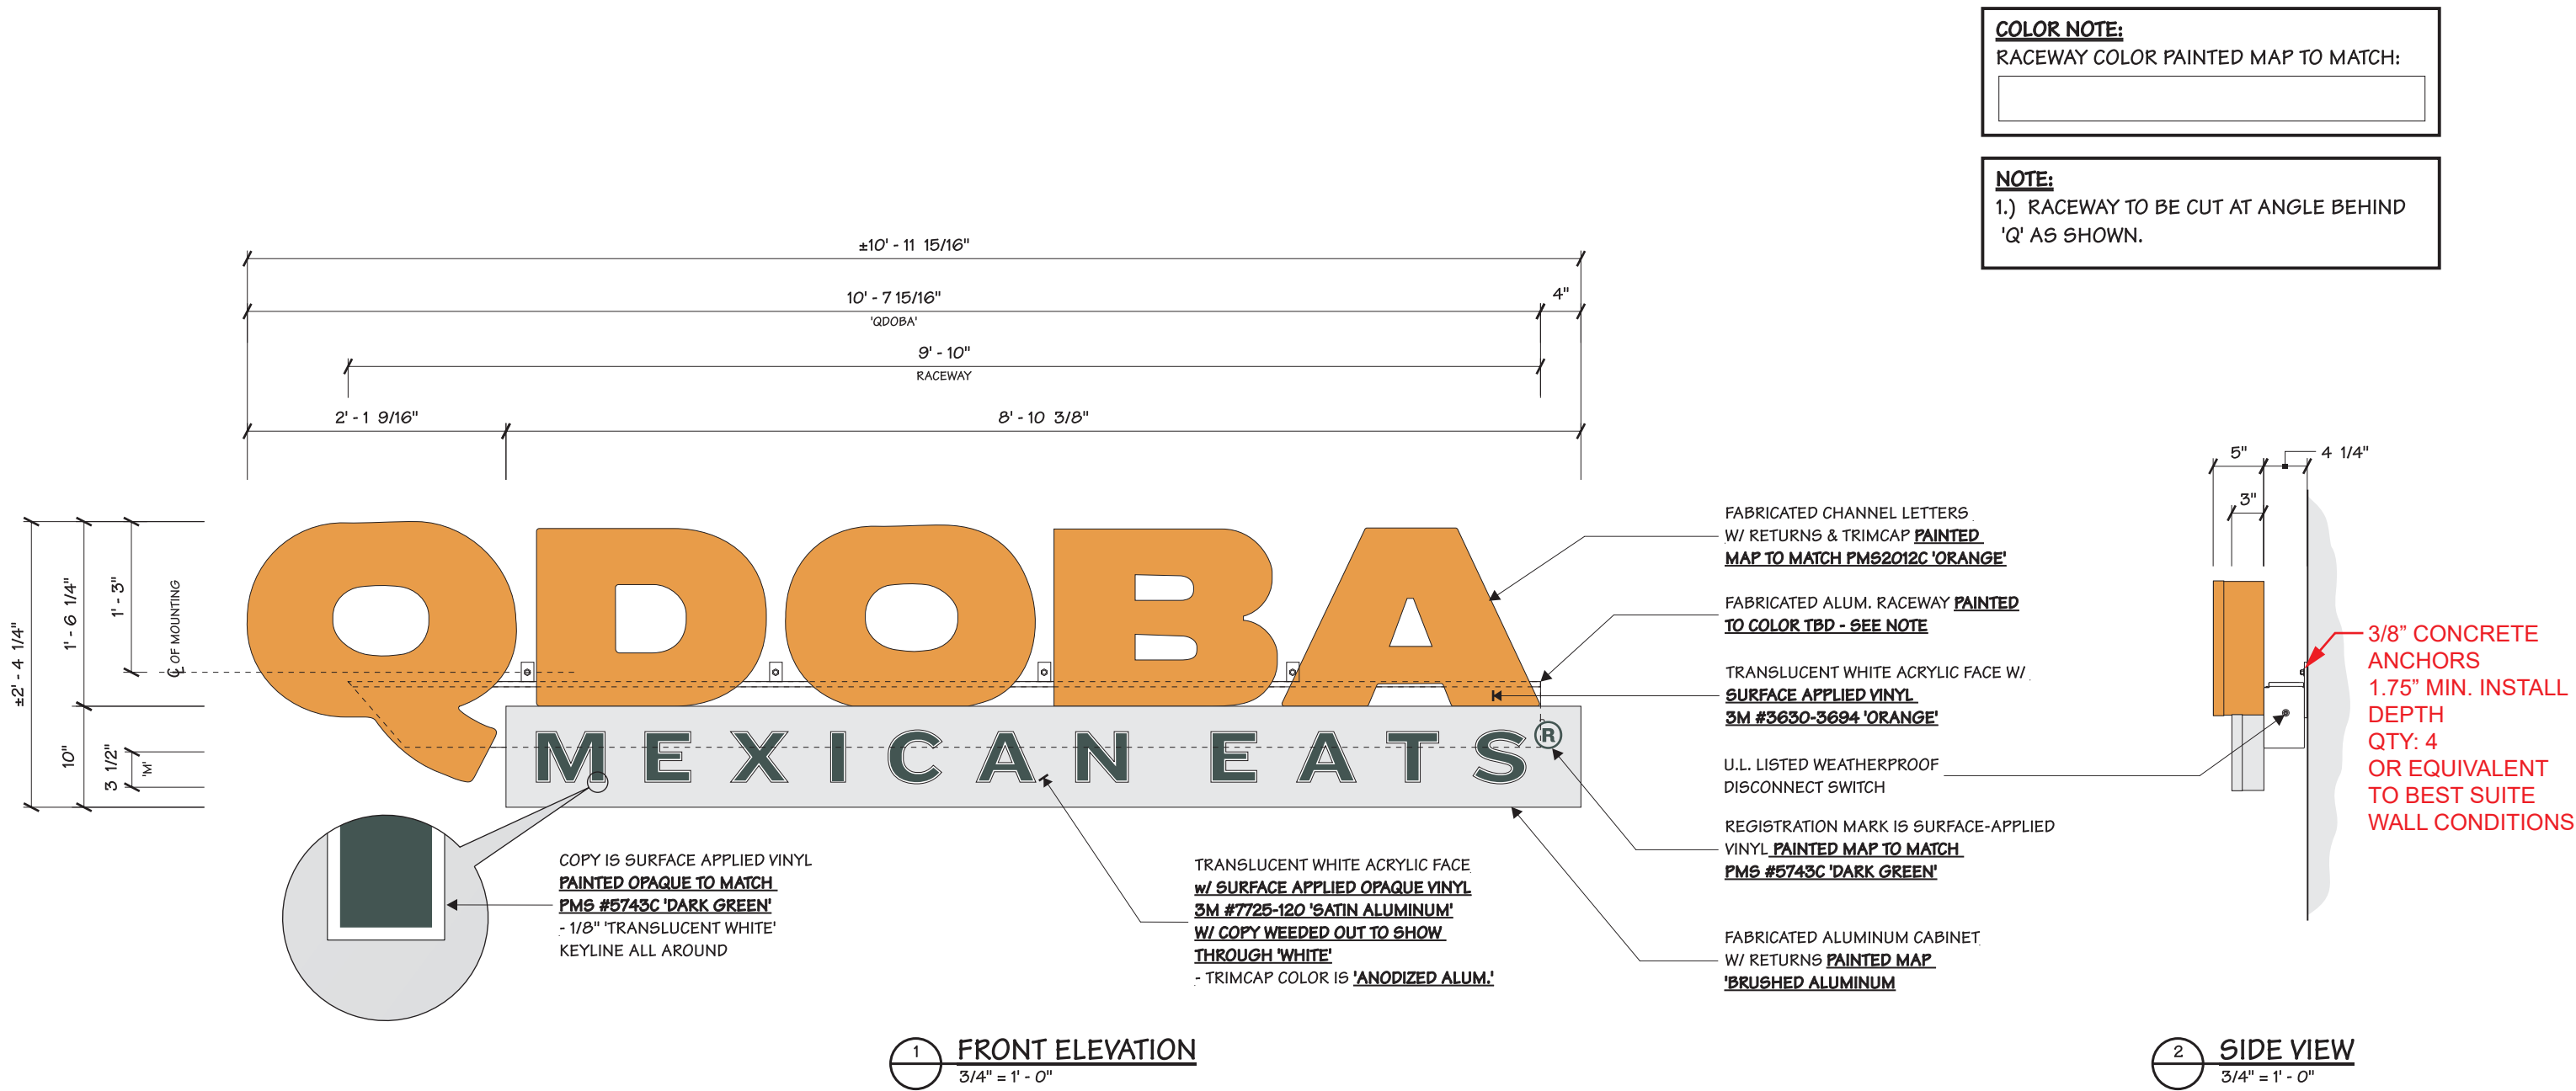 COLOR NOTE:
RACEWAY COLOR PAINTED MAP TO MATCH:
NOTE:
1.) RACEWAY TO BE CUT AT ANGLE BEHIND
'Q' AS SHOWN.
±10' - 11 15/16"
10' - 7 15/16"
'QDOBA'
4"
9' - 10"
RACEWAY
2' - 1 9/16"
8' - 10 3/8"
±2' - 4 1/4"
1' - 6 1/4"
10"
1' - 3"
3 1/2"
'M'
℄ OF MOUNTING
QDOBA
MEXICAN EATS®
COPY IS SURFACE APPLIED VINYL
PAINTED OPAQUE TO MATCH
PMS #5743C 'DARK GREEN'
- 1/8" 'TRANSLUCENT WHITE'
KEYLINE ALL AROUND
TRANSLUCENT WHITE ACRYLIC FACE
w/ SURFACE APPLIED OPAQUE VINYL
3M #7725-120 'SATIN ALUMINUM'
W/ COPY WEEDED OUT TO SHOW
THROUGH 'WHITE'
- TRIMCAP COLOR IS 'ANODIZED ALUM.'
FABRICATED CHANNEL LETTERS
W/ RETURNS & TRIMCAP PAINTED
MAP TO MATCH PMS2012C 'ORANGE'
FABRICATED ALUM. RACEWAY PAINTED
TO COLOR TBD - SEE NOTE
TRANSLUCENT WHITE ACRYLIC FACE W/
SURFACE APPLIED VINYL
3M #3630-3694 'ORANGE'
U.L. LISTED WEATHERPROOF
DISCONNECT SWITCH
REGISTRATION MARK IS SURFACE-APPLIED
VINYL PAINTED MAP TO MATCH
PMS #5743C 'DARK GREEN'
FABRICATED ALUMINUM CABINET
W/ RETURNS PAINTED MAP
'BRUSHED ALUMINUM
5"
4 1/4"
3"
3/8” CONCRETE
ANCHORS
1.75” MIN. INSTALL
DEPTH
QTY: 4
OR EQUIVALENT
TO BEST SUITE
WALL CONDITIONS
1
FRONT ELEVATION
3/4" = 1' - 0"
2
SIDE VIEW
3/4" = 1' - 0"